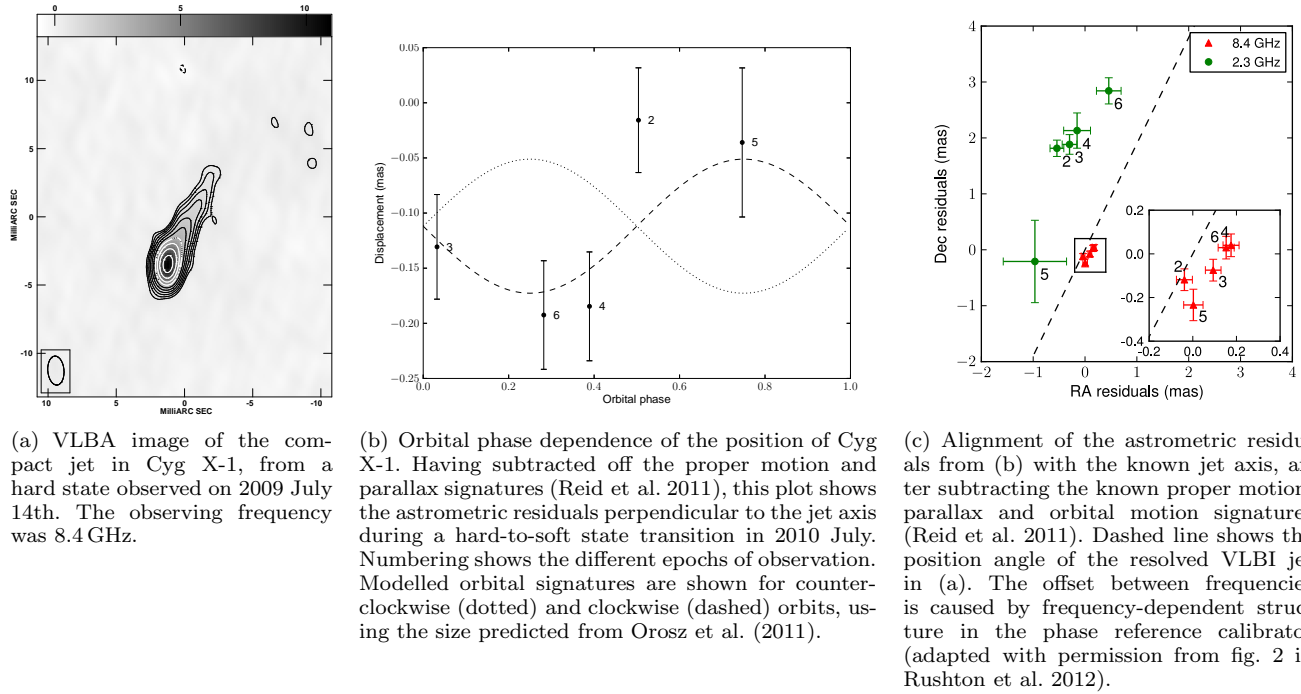 0 5 10
10
5
0
-5
-10
MilliARC SEC
10 5 0 -5 -10
MilliARC SEC
0.05
0.00
−0.05
−0.10
−0.15
−0.20
−0.25
Displacement (mas)
3
6
4
2
5
0.0 0.2 0.4 0.6 0.8 1.0
Orbital phase
4
3
2
1
0
−1
−2
Dec residuals (mas)
8.4 GHz
2.3 GHz
6
4
3
2
5
0.2
0.0
-0.2
-0.4
6 4
2
3
5
-0.2 0.0 0.2 0.4
−2 −1 0 1 2 3 4
RA residuals (mas)
(a) VLBA image of the com-
pact jet in Cyg X-1, from a
hard state observed on 2009 July
14th. The observing frequency
was 8.4 GHz.
(b) Orbital phase dependence of the position of Cyg
X-1. Having subtracted off the proper motion and
parallax signatures (Reid et al. 2011), this plot shows
the astrometric residuals perpendicular to the jet axis
during a hard-to-soft state transition in 2010 July.
Numbering shows the different epochs of observation.
Modelled orbital signatures are shown for counter-
clockwise (dotted) and clockwise (dashed) orbits, us-
ing the size predicted from Orosz et al. (2011).
(c) Alignment of the astrometric residu
als from (b) with the known jet axis, a
ter subtracting the known proper motion
parallax and orbital motion signature
(Reid et al. 2011). Dashed line shows th
position angle of the resolved VLBI je
in (a). The offset between frequencie
is caused by frequency-dependent struc
ture in the phase reference calibrato
(adapted with permission from fig. 2 i
Rushton et al. 2012).